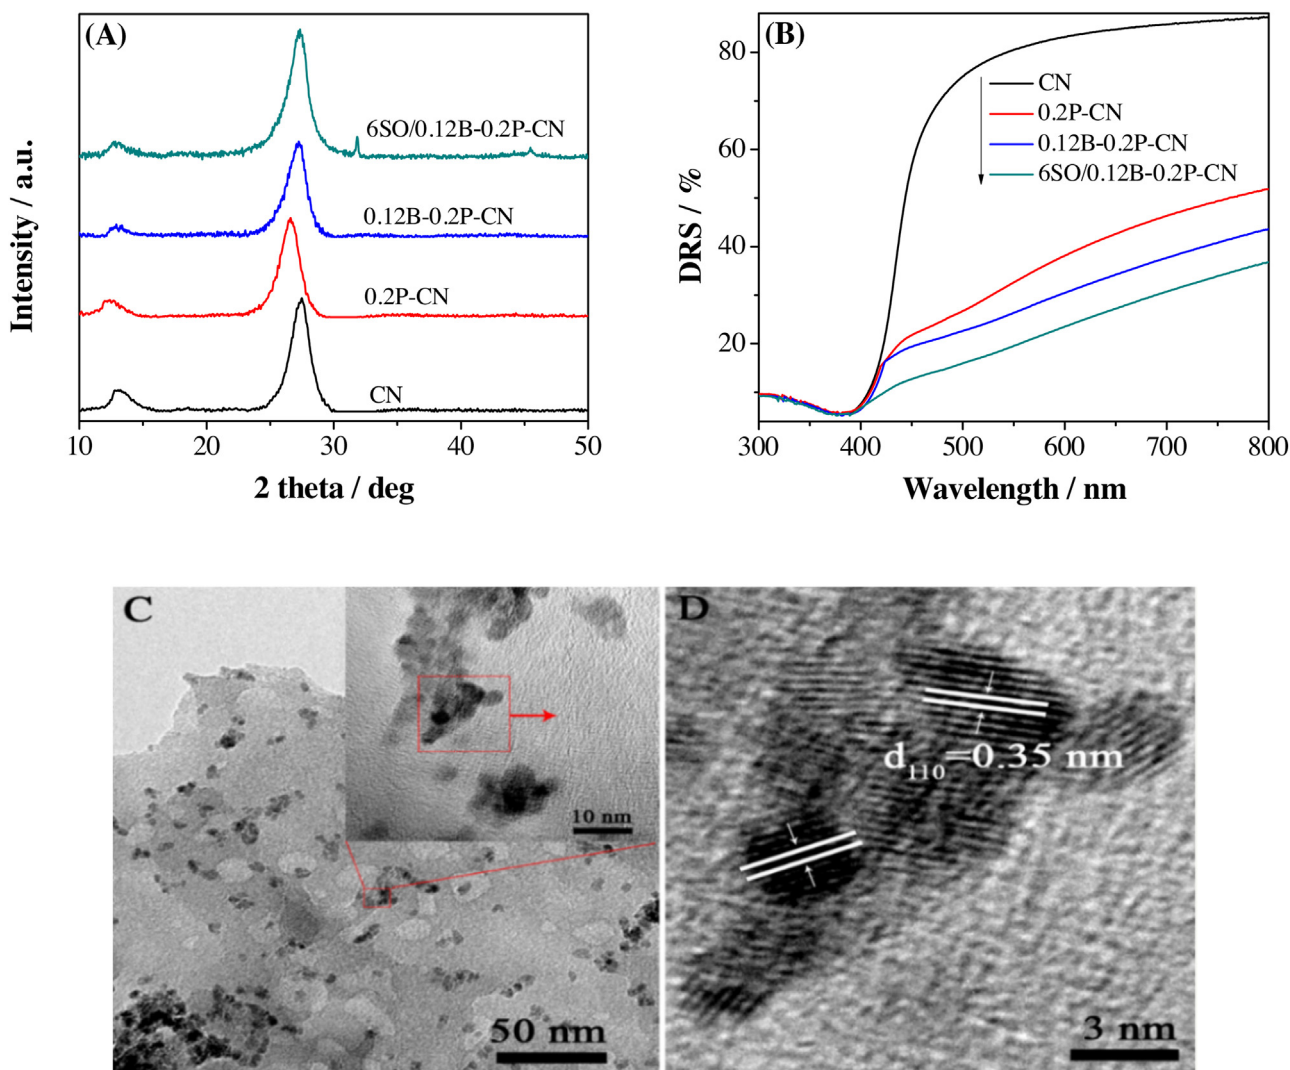 (A)
6SO/0.12B-0.2P-CN
0.12B-0.2P-CN
0.2P-CN
CN
Intensity / a.u.
10 20 30 40 50
2 theta / deg
(B)
CN
0.2P-CN
0.12B-0.2P-CN
6SO/0.12B-0.2P-CN
DRS / %
80
60
40
20
300 400 500 600 700 800
Wavelength / nm
C
10 nm
50 nm
D
d110=0.35 nm
3 nm